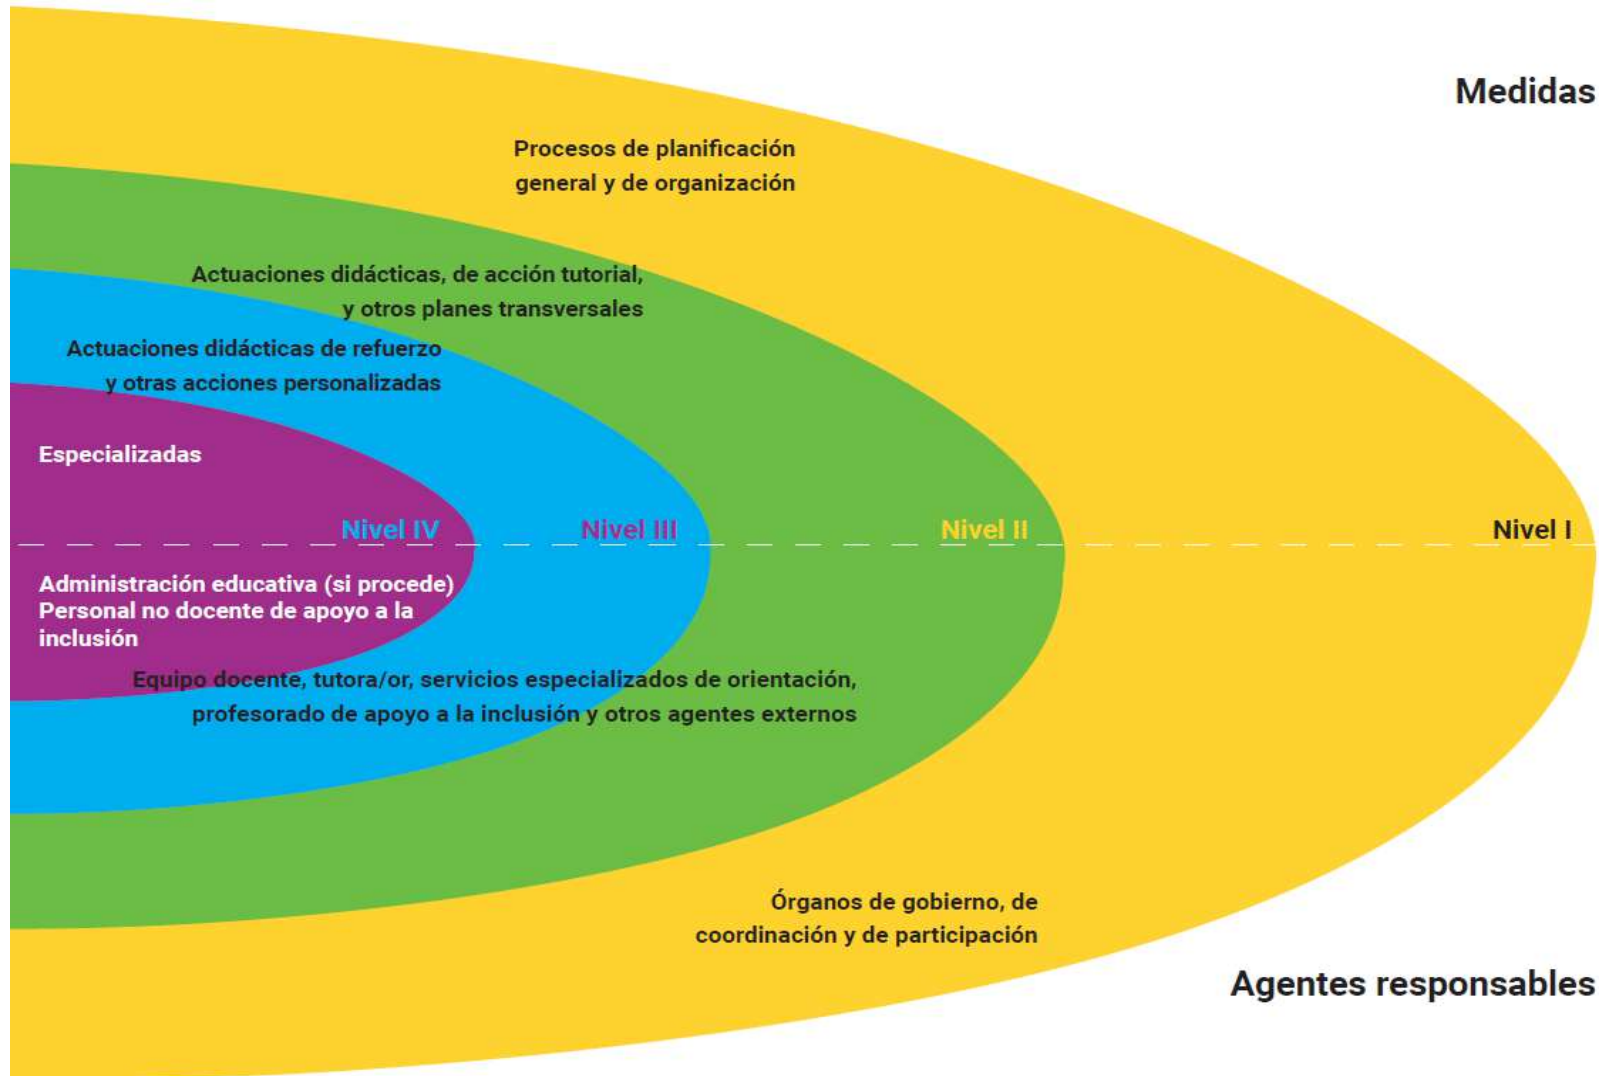 Medidas
Procesos de planificación
general y de organización
Actuaciones didácticas, de acción tutorial,
y otros planes transversales
Actuaciones didácticas de refuerzo
y otras acciones personalizadas
Especializadas
Nivel IV
Nivel III
Nivel II
Nivel I
Administración educativa (si procede)
Personal no docente de apoyo a la
inclusión
Equipo docente, tutora/or, servicios especializados de orientación,
profesorado de apoyo a la inclusión y otros agentes externos
Órganos de gobierno, de
coordinación y de participación
Agentes responsables